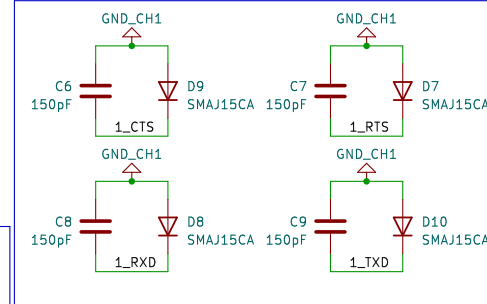 GND_CH1
GND_CH1
C6
150pF
D9
SMAJ15CA
1_CTS
C7
150pF
D7
SMAJ15CA
1_RTS
GND_CH1
GND_CH1
C8
150pF
D8
SMAJ15CA
1_RXD
C9
150pF
D10
SMAJ15CA
1_TXD